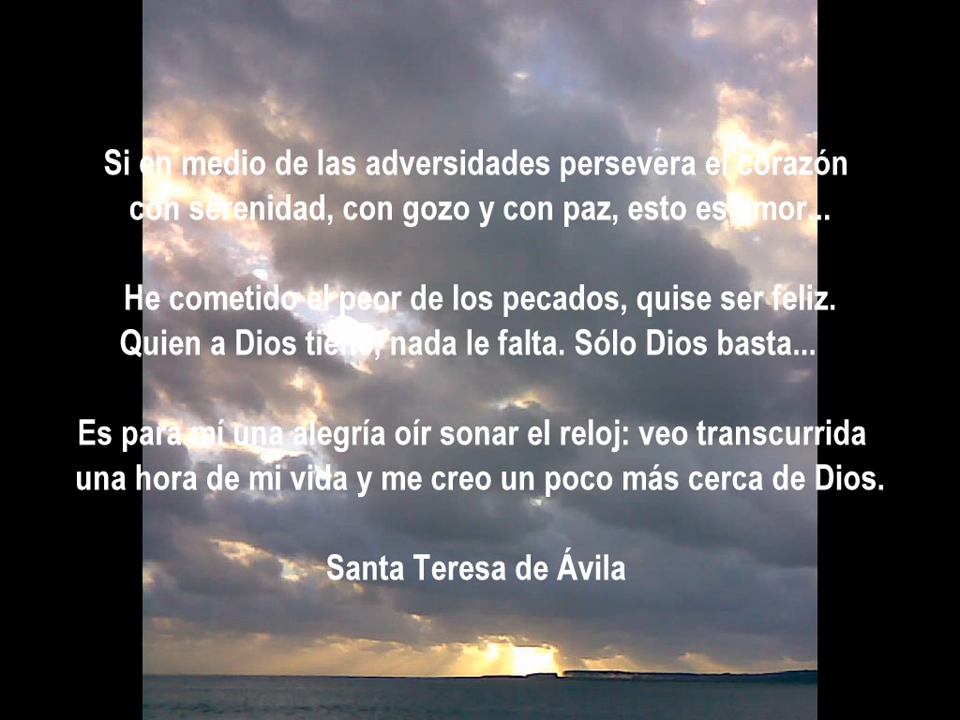 Si en medio de las adversidades persevera el corazón
con serenidad, con gozo y con paz, esto es amor...
He cometido el peor de los pecados, quise ser feliz.
Quien a Dios tiene, nada le falta. Sólo Dios basta...
Es para mí una alegría oír sonar el reloj: veo transcurrida
una hora de mi vida y me creo un poco más cerca de Dios.
Santa Teresa de Ávila